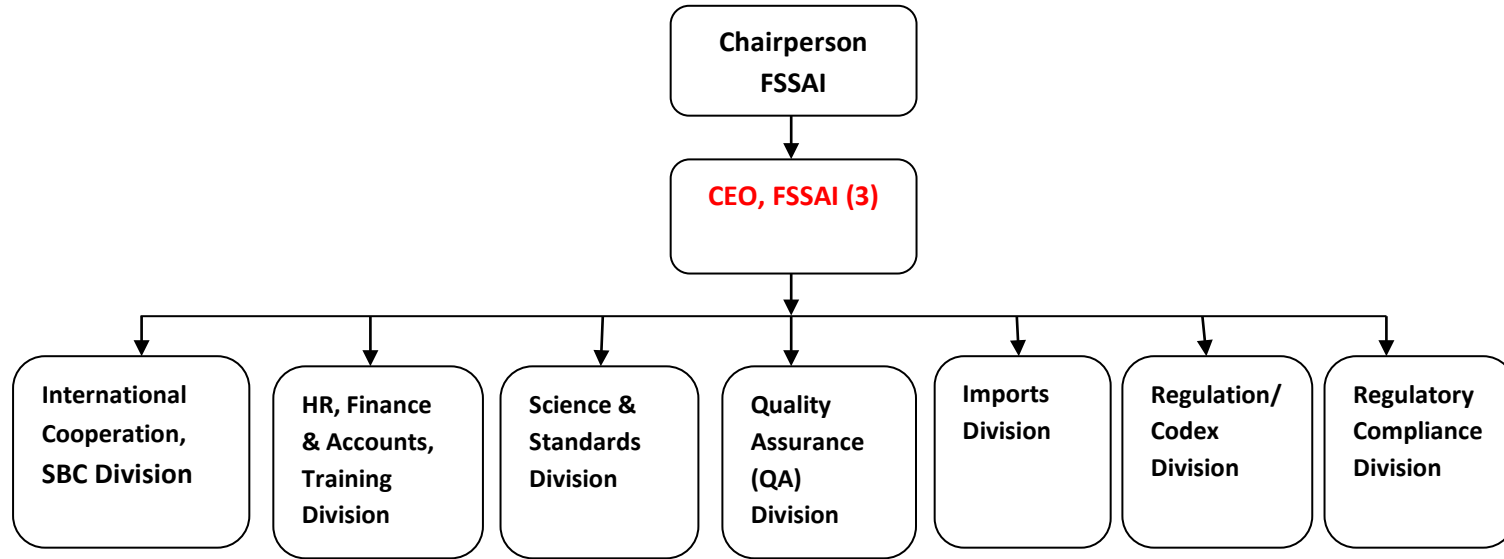 Chairperson
FSSAI
CEO, FSSAI (3)
International
Cooperation,
SBC Division
HR, Finance
& Accounts,
Training
Division
Science &
Standards
Division
Quality
Assurance
(QA)
Division
Imports
Division
Regulation/
Codex
Division
Regulatory
Compliance
Division